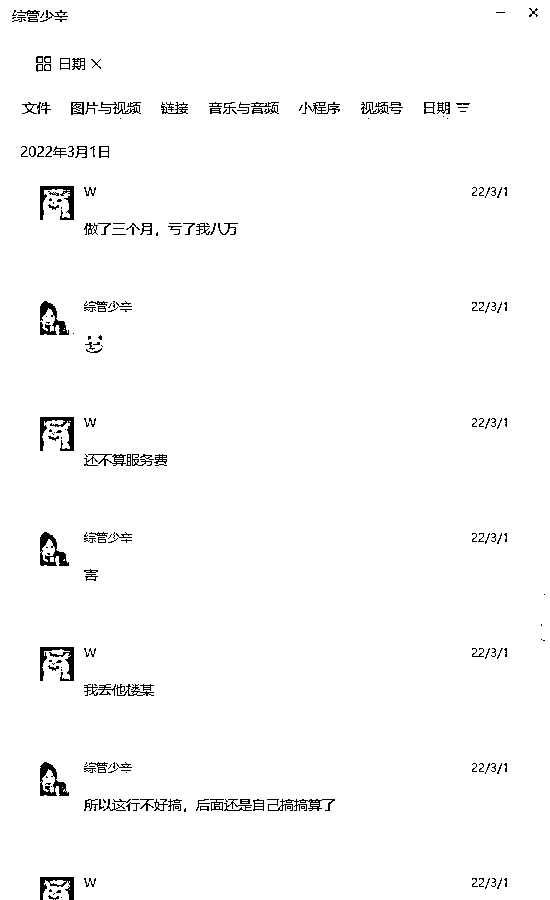 综管少辛
日期
文件 图片与视频 链接 音乐与音频 小程序 视频号 日期
2022年3月1日
W 22/3/1
做了三个月，亏了我八万
综管少辛 22/3/1
W 22/3/1
还不算服务费
综管少辛 22/3/1
害
W 22/3/1
我丢他楼某
综管少辛 22/3/1
所以这行不好搞，后面还是自己搞搞算了
W 22/3/1